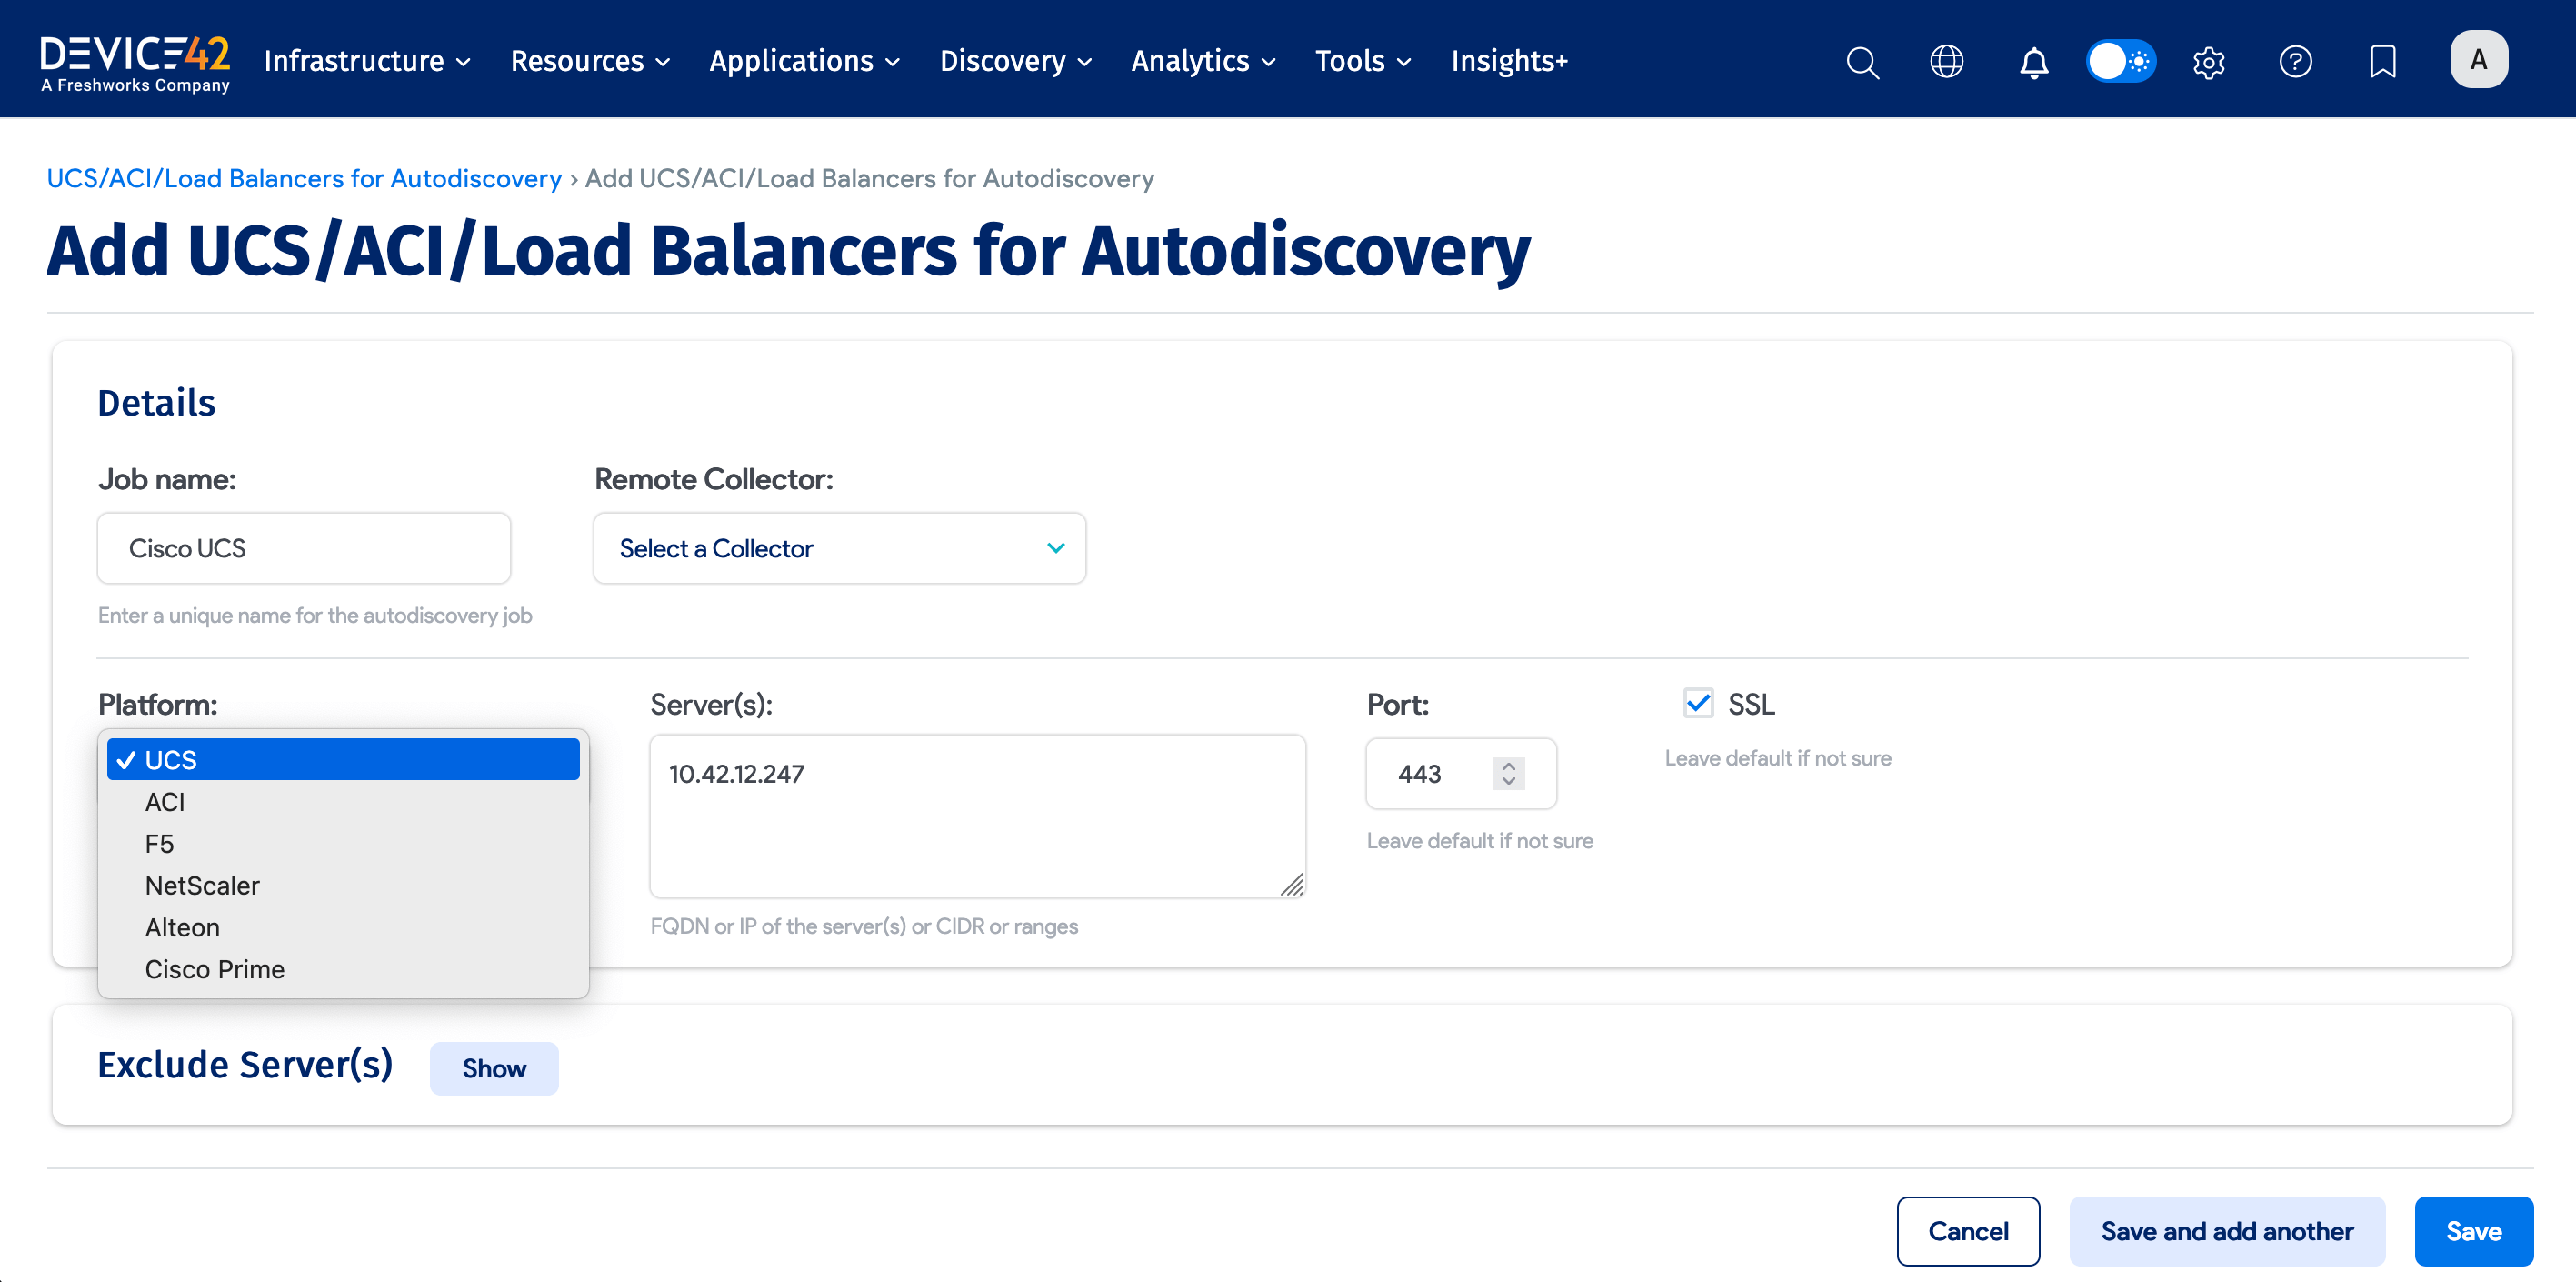 DEVICE42
A Freshworks Company
Infrastructure Resources Applications Discovery Analytics Tools Insights+
A
UCS/ACI/Load Balancers for Autodiscovery › Add UCS/ACI/Load Balancers for Autodiscovery
Add UCS/ACI/Load Balancers for Autodiscovery
Details
Job name: Remote Collector:
Cisco UCS Select a Collector
Enter a unique name for the autodiscovery job
Platform: Server(s): Port: SSL
UCS
ACI
F5
NetScaler
Alteon
Cisco Prime
10.42.12.247
FQDN or IP of the server(s) or CIDR or ranges
443
Leave default if not sure
Leave default if not sure
Exclude Server(s) Show
Cancel Save and add another Save